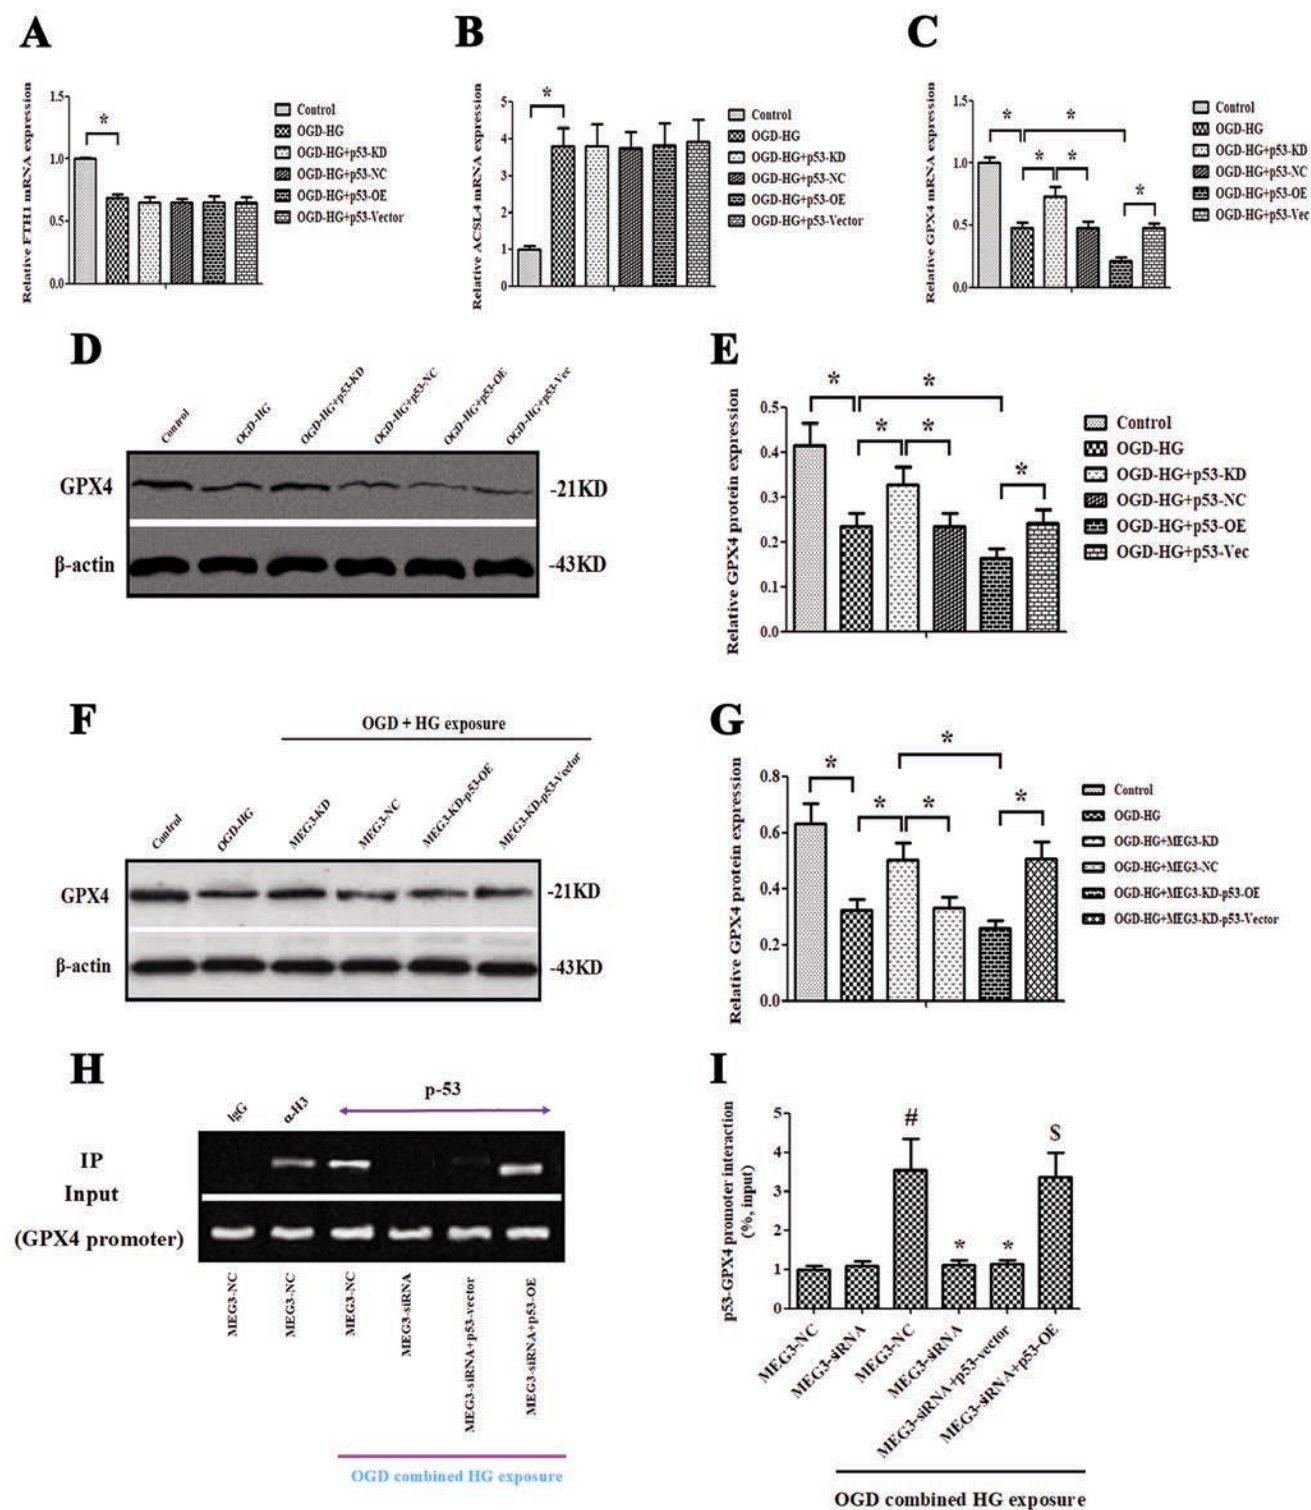 A
Relative FTH1 mRNA expression
1.5
1.0
0.5
0.0
*
Control
OGD-HG
OGD-HG+p53-KD
OGD-HG+p53-NC
OGD-HG+p53-OE
OGD-HG+p53-Vector
B
Relative ACSL4 mRNA expression
5
4
3
2
1
0
*
Control
OGD-HG
OGD-HG+p53-KD
OGD-HG+p53-NC
OGD-HG+p53-OE
OGD-HG+p53-Vector
C
Relative GPX4 mRNA expression
1.5
1.0
0.5
0.0
* *
* * *
Control
OGD-HG
OGD-HG+p53-KD
OGD-HG+p53-NC
OGD-HG+p53-OE
OGD-HG+p53-Vec
D
Control
OGD-HG
OGD-HG+p53-KD
OGD-HG+p53-NC
OGD-HG+p53-OE
OGD-HG+p53-Vec
GPX4 -21KD
β-actin -43KD
E
Relative GPX4 protein expression
0.5
0.4
0.3
0.2
0.1
0.0
* *
* * *
Control
OGD-HG
OGD-HG+p53-KD
OGD-HG+p53-NC
OGD-HG+p53-OE
OGD-HG+p53-Vec
F
OGD + HG exposure
Control
OGD-HG
MEG3-KD
MEG3-NC
MEG3-KD-p53-OE
MEG3-KD-p53-Vector
GPX4 -21KD
β-actin -43KD
G
Relative GPX4 protein expression
0.8
0.6
0.4
0.2
0.0
*
* * * *
Control
OGD-HG
OGD-HG+MEG3-KD
OGD-HG+MEG3-NC
OGD-HG+MEG3-KD-p53-OE
OGD-HG+MEG3-KD-p53-Vector
H
p-53
IgG
α-H3
IP
Input
(GPX4 promoter)
MEG3-NC
MEG3-NC
MEG3-NC
MEG3-siRNA
MEG3-siRNA+p53-vector
MEG3-siRNA+p53-OE
OGD combined HG exposure
I
p53-GPX4 promoter interaction
(%, input)
5
4
3
2
1
0
#
* *
$
MEG3-NC
MEG3-siRNA
MEG3-NC
MEG3-siRNA
MEG3-siRNA+p53-vector
MEG3-siRNA+p53-OE
OGD combined HG exposure